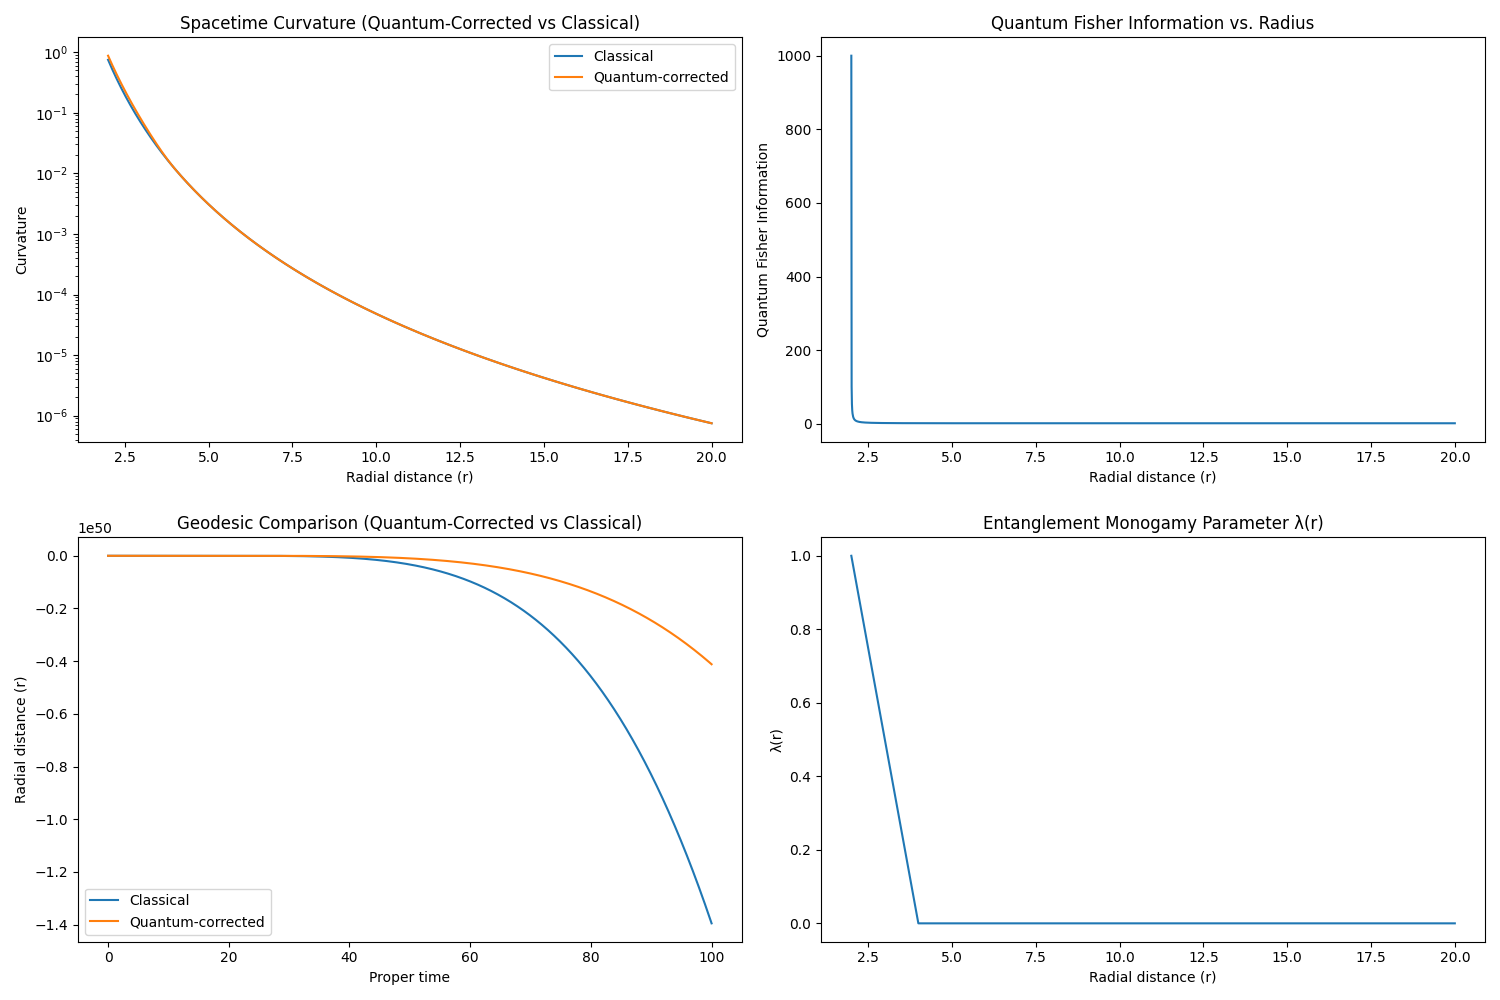 Spacetime Curvature (Quantum-Corrected vs Classical)
Classical
Quantum-corrected
10⁰
10⁻¹
10⁻²
10⁻³
10⁻⁴
10⁻⁵
10⁻⁶
Curvature
2.5 5.0 7.5 10.0 12.5 15.0 17.5 20.0
Radial distance (r)
Quantum Fisher Information vs. Radius
1000
800
600
400
200
0
Quantum Fisher Information
2.5 5.0 7.5 10.0 12.5 15.0 17.5 20.0
Radial distance (r)
Geodesic Comparison (Quantum-Corrected vs Classical)
1e50
0.0
−0.2
−0.4
−0.6
−0.8
−1.0
−1.2
−1.4
Radial distance (r)
Classical
Quantum-corrected
0 20 40 60 80 100
Proper time
Entanglement Monogamy Parameter λ(r)
1.0
0.8
0.6
0.4
0.2
0.0
λ(r)
2.5 5.0 7.5 10.0 12.5 15.0 17.5 20.0
Radial distance (r)